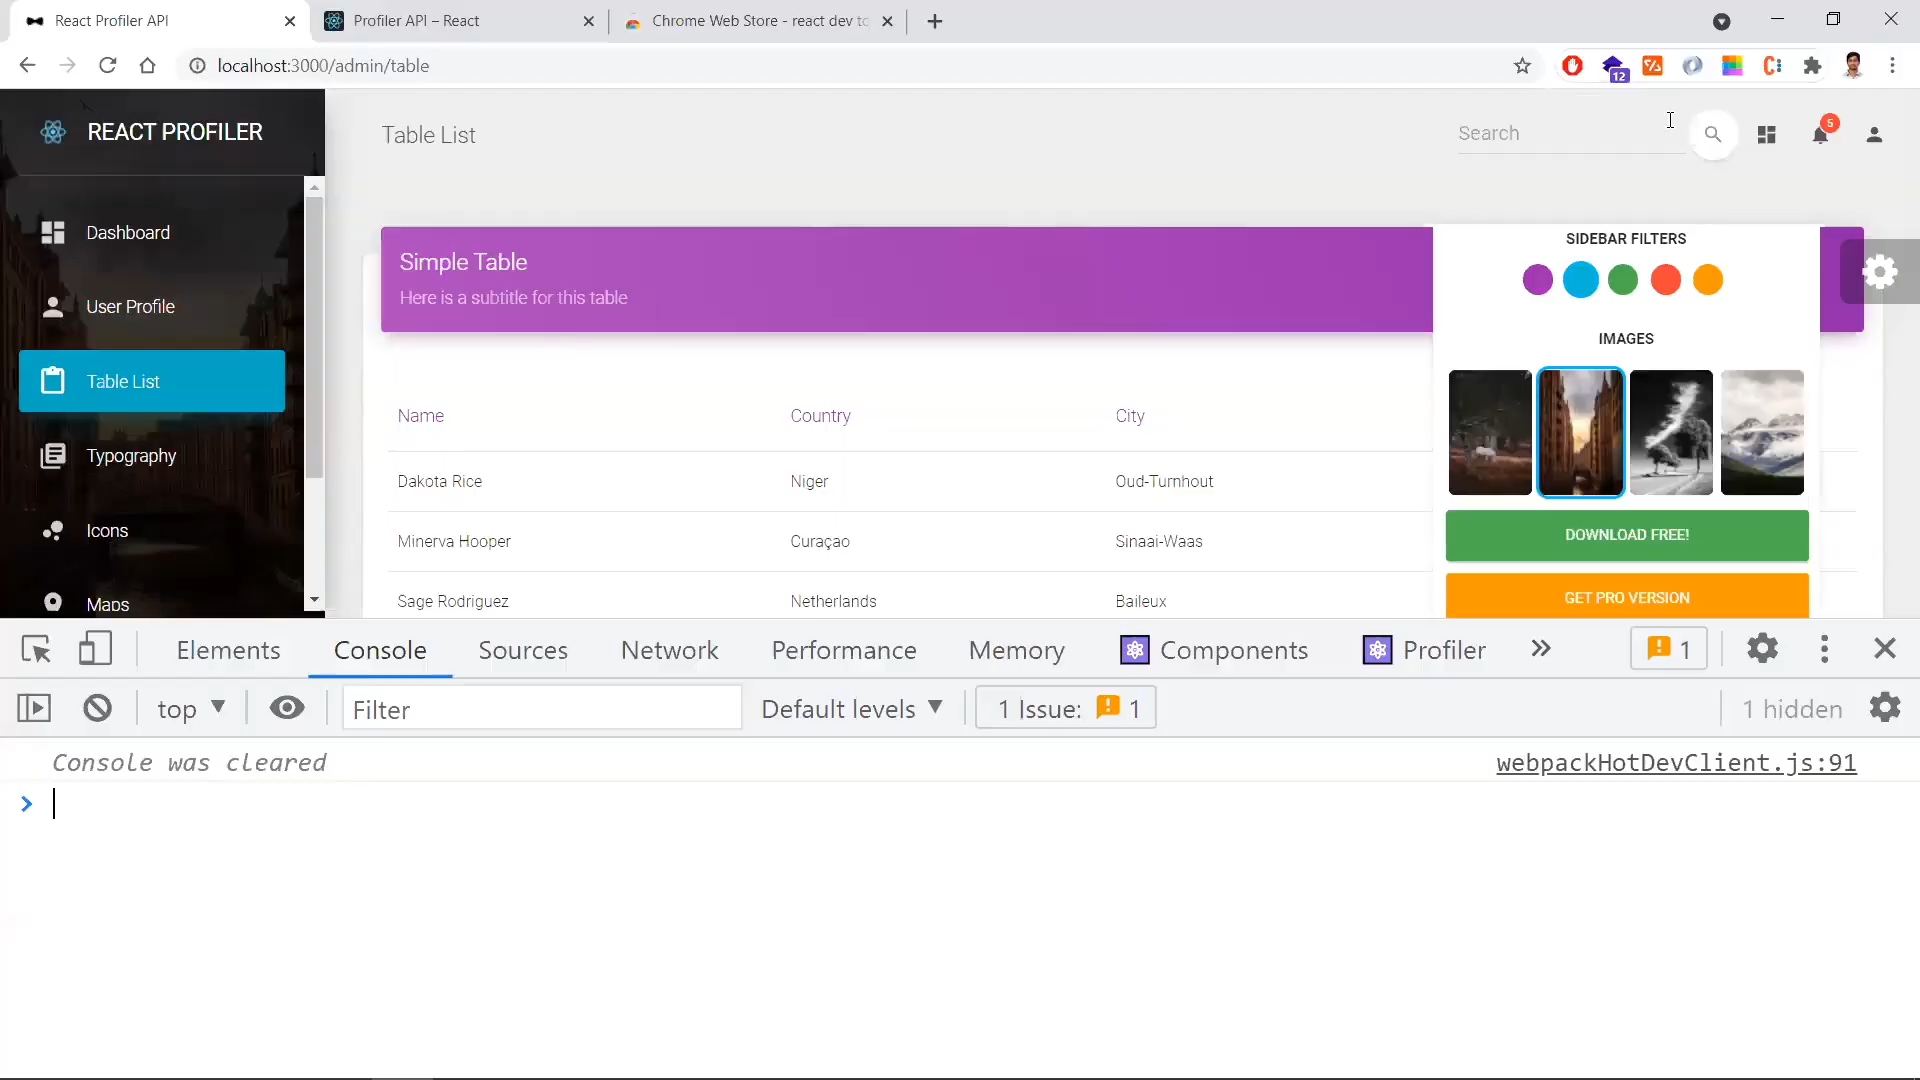 React Profiler API
Profiler API – React
Chrome Web Store - react dev to
localhost:3000/admin/table
12
REACT PROFILER
Table List
Search
5
Dashboard
User Profile
Table List
Typography
Icons
Maps
Simple Table
Here is a subtitle for this table
Name Country City
Dakota Rice Niger Oud-Turnhout
Minerva Hooper Curaçao Sinaai-Waas
Sage Rodriguez Netherlands Baileux
SIDEBAR FILTERS
IMAGES
DOWNLOAD FREE!
GET PRO VERSION
Elements Console Sources Network Performance Memory Components Profiler 1
top Filter Default levels 1 Issue: 1 1 hidden
Console was cleared webpackHotDevClient.js:91